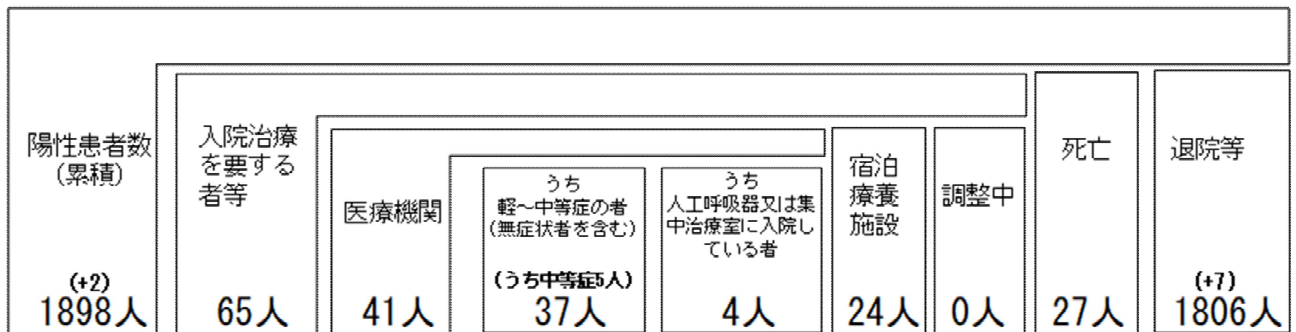 陽性患者数
(累積)
(+2)
1898人
入院治療
を要する
者等
65人
医療機関
41人
うち
軽～中等症の者
(無症状者を含む)
(うち中等症5人)
37人
うち
人工呼吸器又は集
中治療室に入院し
ている者
4人
宿泊
療養
施設
24人
調整中
0人
死亡
27人
退院等
(+7)
1806人